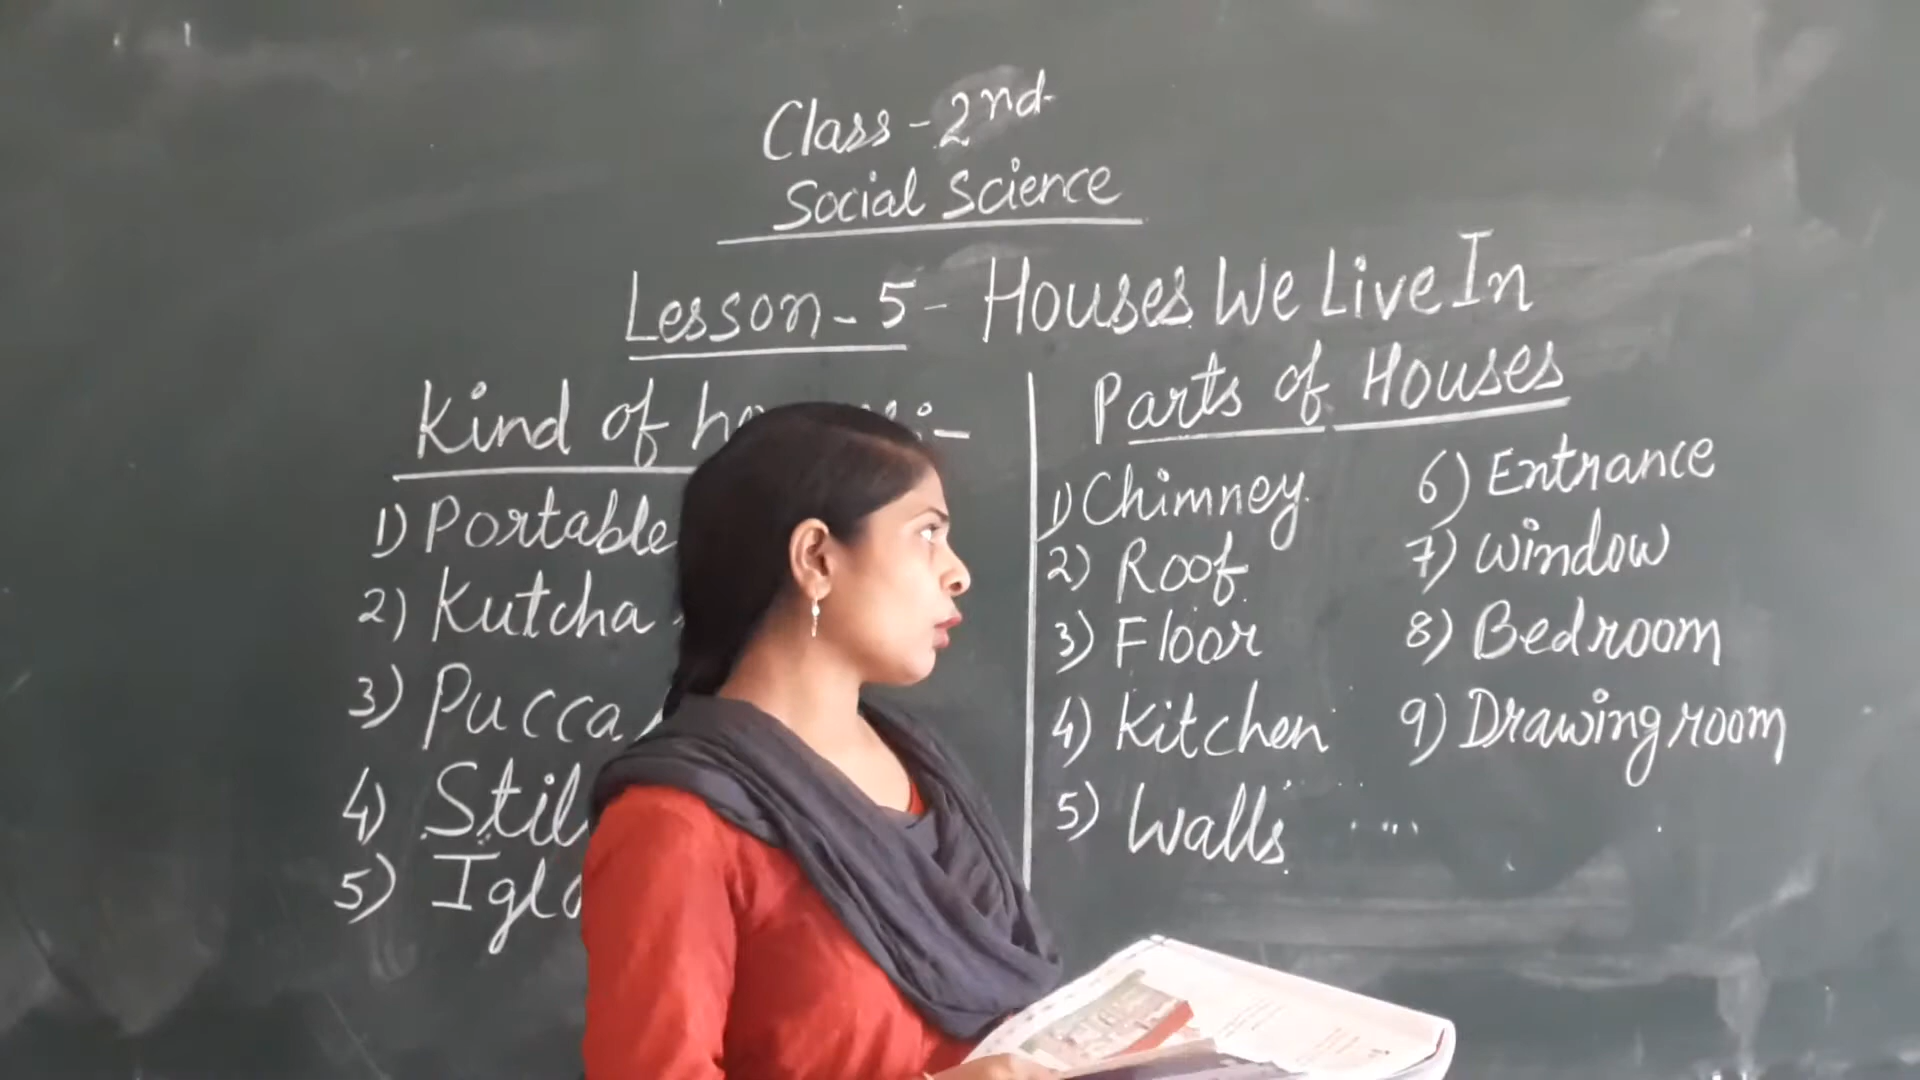 Class - 2nd
Social Science
Lesson - 5 - Houses We Live In
Kind of
1) Portable
2) Kutcha
3) Pucca
4)
5)
Parts of Houses
1) Chimney
2) Roof
3) Floor
4) Kitchen
5) Walls
6) Entrance
7) Window
8) Bedroom
9) Drawing room